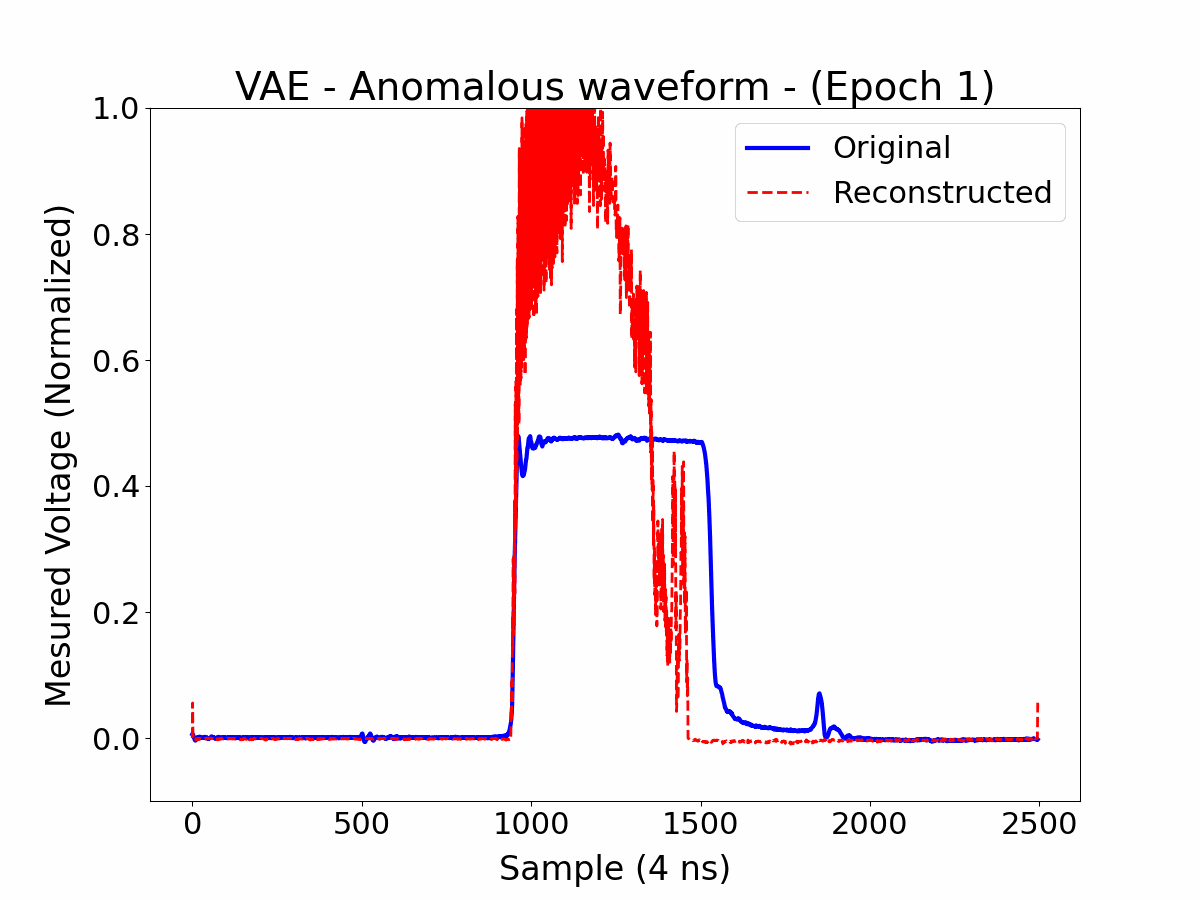 VAE - Anomalous waveform - (Epoch 1)
Original
Reconstructed
Mesured Voltage (Normalized)
1.0
0.8
0.6
0.4
0.2
0.0
0 500 1000 1500 2000 2500
Sample (4 ns)